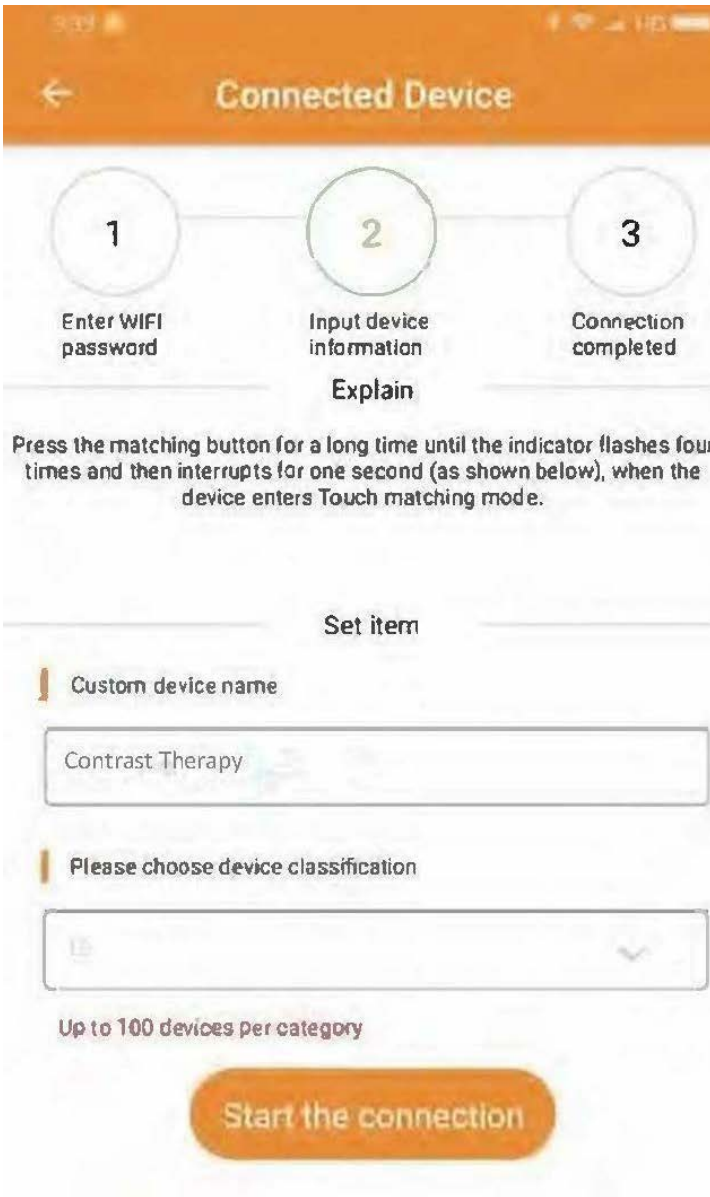 Connected Device
1
2
3
Enter WIFI
password
Input device
information
Connection
completed
Explain
Press the matching button for a long time until the indicator flashes four
times and then interrupts for one second (as shown below), when the
device enters Touch matching mode.
Set item
Custom device name
Contrast Therapy
Please choose device classification
Up to 100 devices per category
Start the connection